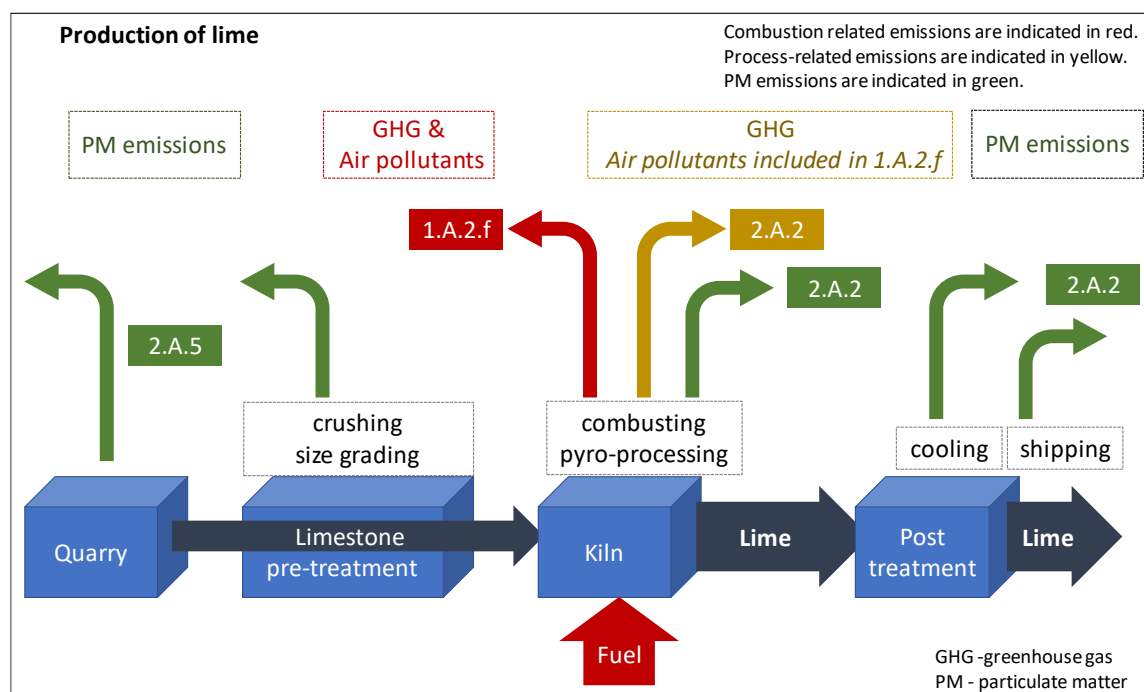 Production of lime
Combustion related emissions are indicated in red.
Process-related emissions are indicated in yellow.
PM emissions are indicated in green.
PM emissions
GHG &
Air pollutants
GHG
Air pollutants included in 1.A.2.f
PM emissions
1.A.2.f
2.A.2
2.A.2
2.A.2
2.A.5
crushing
size grading
combusting
pyro-processing
cooling
shipping
Quarry
Limestone
pre-treatment
Kiln
Lime
Post
treatment
Lime
Fuel
GHG -greenhouse gas
PM - particulate matter